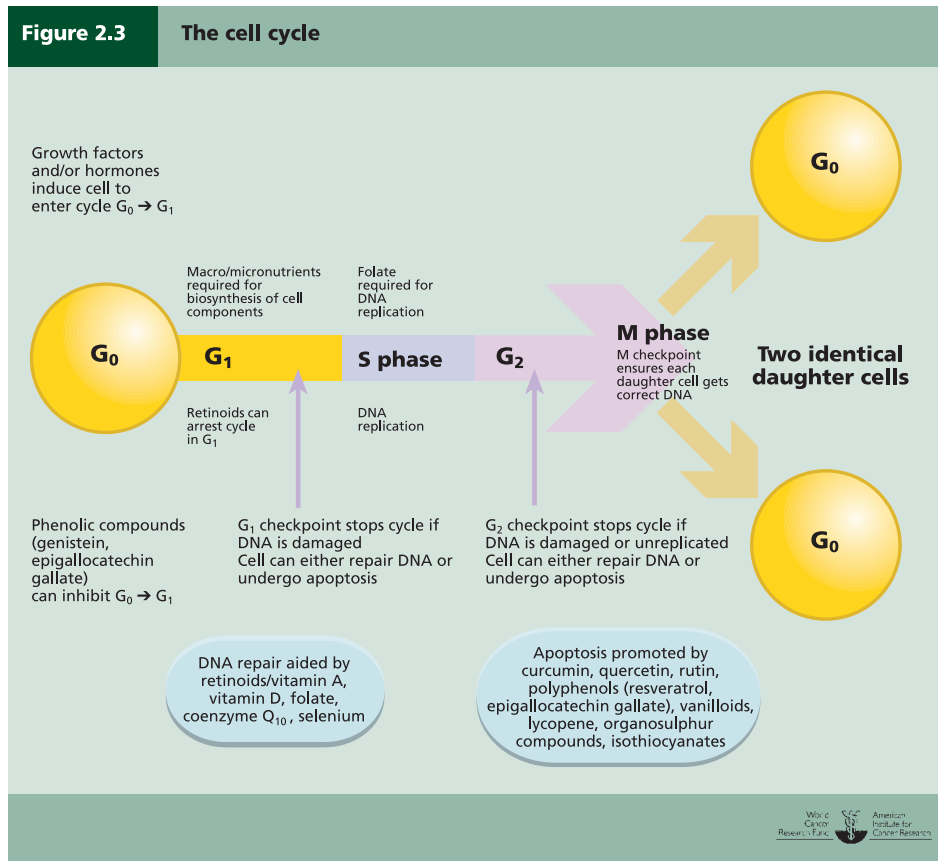 Figure 2.3
The cell cycle
Growth factors
and/or hormones
induce cell to
enter cycle G₀ ➔ G₁
G₀
Macro/micronutrients
required for
biosynthesis of cell
components
Folate
required for
DNA
replication
G₀
G₁
S phase
G₂
M phase
M checkpoint
ensures each
daughter cell gets
correct DNA
Two identical
daughter cells
Retinoids can
arrest cycle
in G₁
DNA
replication
Phenolic compounds
(genistein,
epigallocatechin
gallate)
can inhibit G₀ ➔ G₁
G₁ checkpoint stops cycle if
DNA is damaged
Cell can either repair DNA or
undergo apoptosis
G₂ checkpoint stops cycle if
DNA is damaged or unreplicated
Cell can either repair DNA or
undergo apoptosis
G₀
DNA repair aided by
retinoids/vitamin A,
vitamin D, folate,
coenzyme Q₁₀, selenium
Apoptosis promoted by
curcumin, quercetin, rutin,
polyphenols (resveratrol,
epigallocatechin gallate), vanilloids,
lycopene, organosulphur
compounds, isothiocyanates
World
Cancer
Research Fund
American
Institute for
Cancer Research